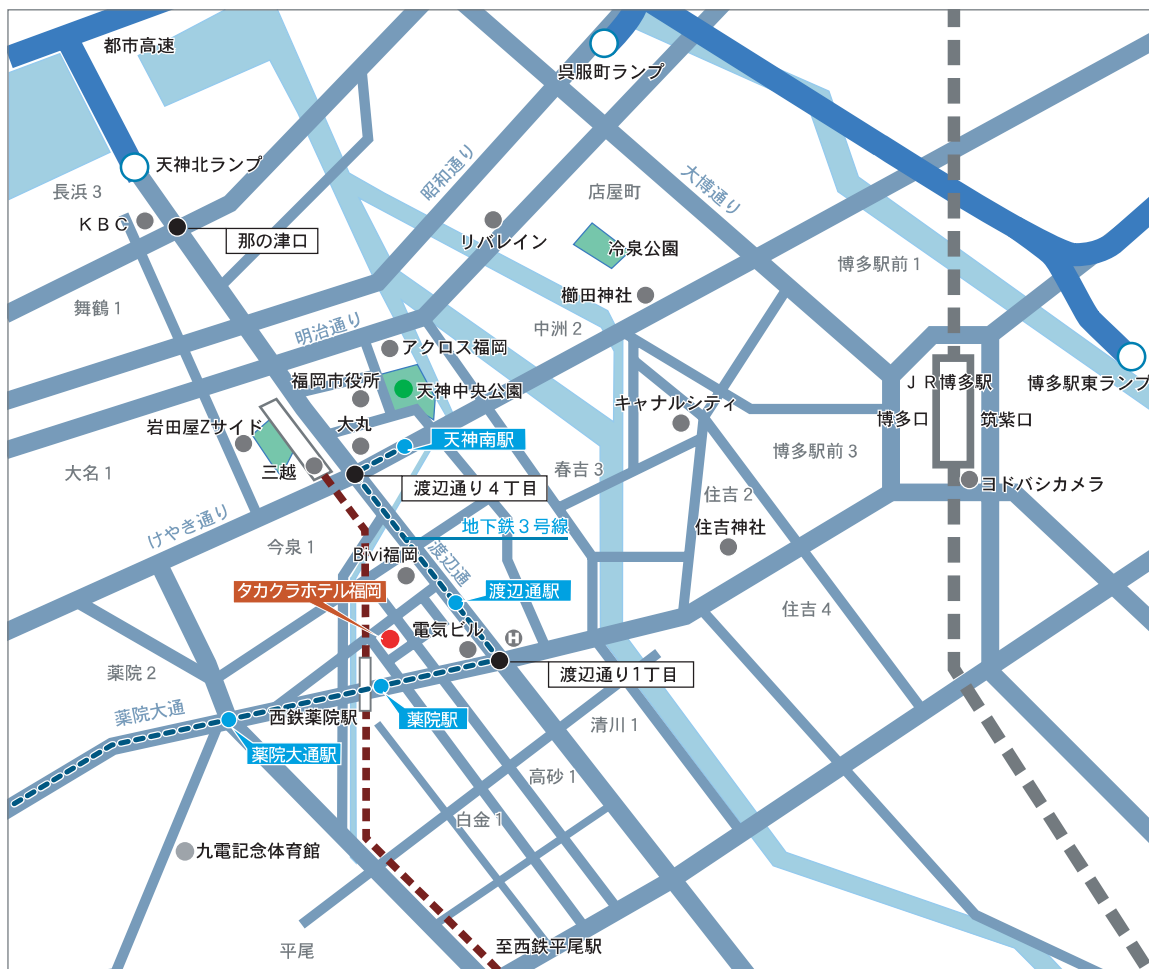 都市高速
呉服町ランプ
天神北ランプ
長浜3
昭和通り
店屋町
大博通り
KBC
那の津口
リバレイン
冷泉公園
博多駅前1
舞鶴1
櫛田神社
明治通り
中洲2
アクロス福岡
福岡市役所
天神中央公園
JR博多駅
博多駅東ランプ
キャナルシティ
博多口
筑紫口
岩田屋Zサイド
大丸
天神南駅
博多駅前3
大名1
三越
春吉3
渡辺通り4丁目
住吉2
ヨドバシカメラ
けやき通り
地下鉄3号線
住吉神社
今泉1
渡辺通
Bivi福岡
タカクラホテル福岡
渡辺通駅
住吉4
電気ビル
H
薬院2
渡辺通り1丁目
薬院大通
西鉄薬院駅
薬院駅
清川1
薬院大通駅
高砂1
白金1
九電記念体育館
平尾
至西鉄平尾駅